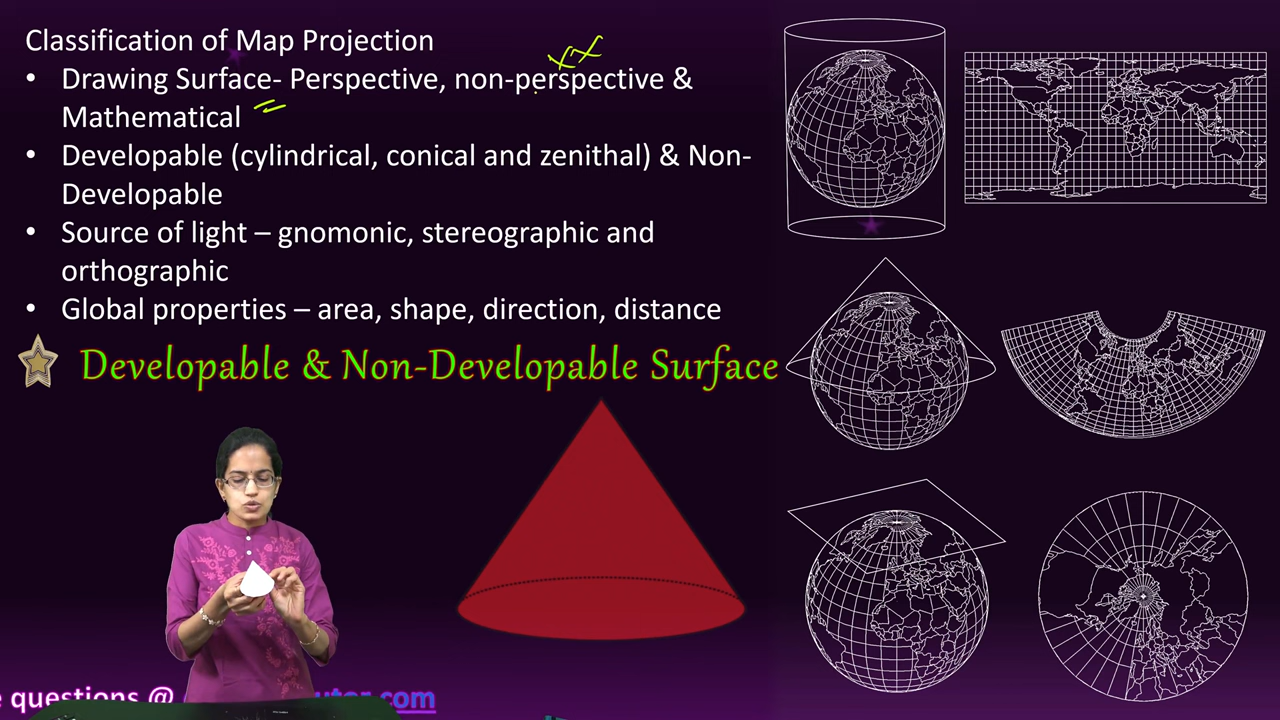 Classification of Map Projection
• Drawing Surface- Perspective, non-perspective &
Mathematical
• Developable (cylindrical, conical and zenithal) & Non-
Developable
• Source of light – gnomonic, stereographic and
orthographic
• Global properties – area, shape, direction, distance
Developable & Non-Developable Surface
questions @ .com